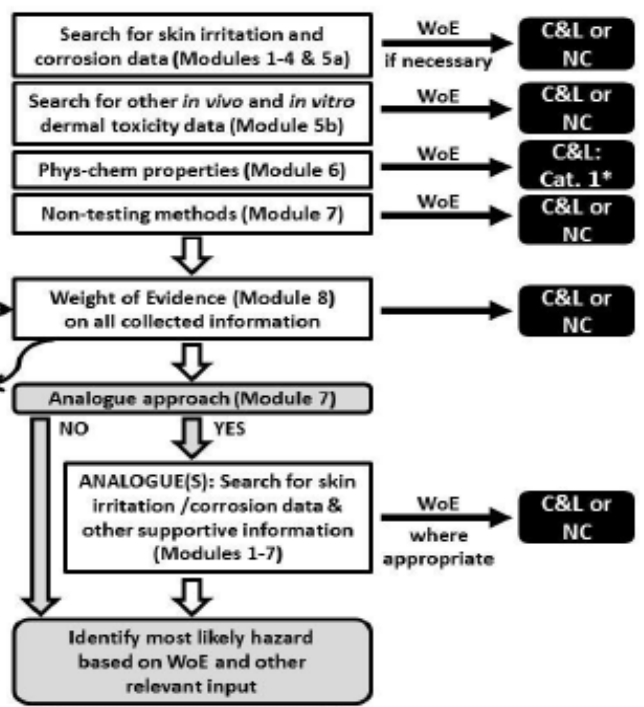 Search for skin irritation and
corrosion data (Modules 1-4 & 5a)
WoE
if necessary
C&L or
NC
Search for other in vivo and in vitro
dermal toxicity data (Module 5b)
WoE
C&L or
NC
Phys-chem properties (Module 6)
WoE
C&L:
Cat. 1*
Non-testing methods (Module 7)
WoE
C&L or
NC
Weight of Evidence (Module 8)
on all collected information
C&L or
NC
Analogue approach (Module 7)
NO
YES
ANALOGUE(S): Search for skin
irritation /corrosion data &
other supportive information
(Modules 1-7)
WoE
where
appropriate
C&L or
NC
Identify most likely hazard
based on WoE and other
relevant input